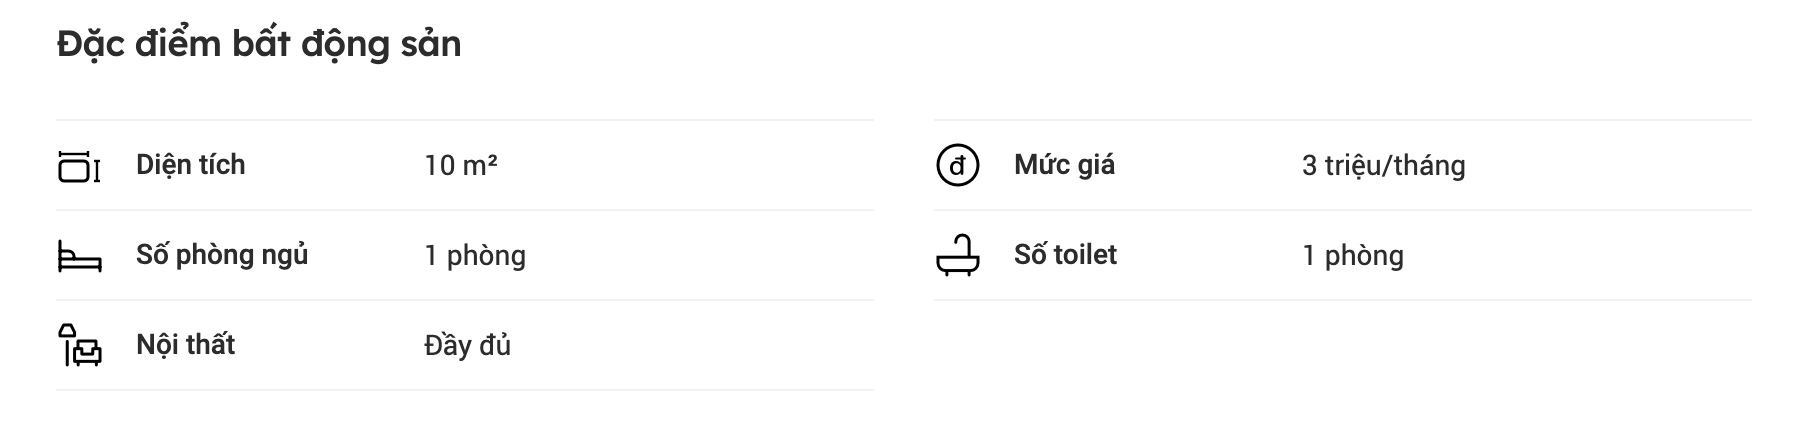 Đặc điểm bất động sản
Diện tích 10 m²
Mức giá 3 triệu/tháng
Số phòng ngủ 1 phòng
Số toilet 1 phòng
Nội thất Đầy đủ
đ